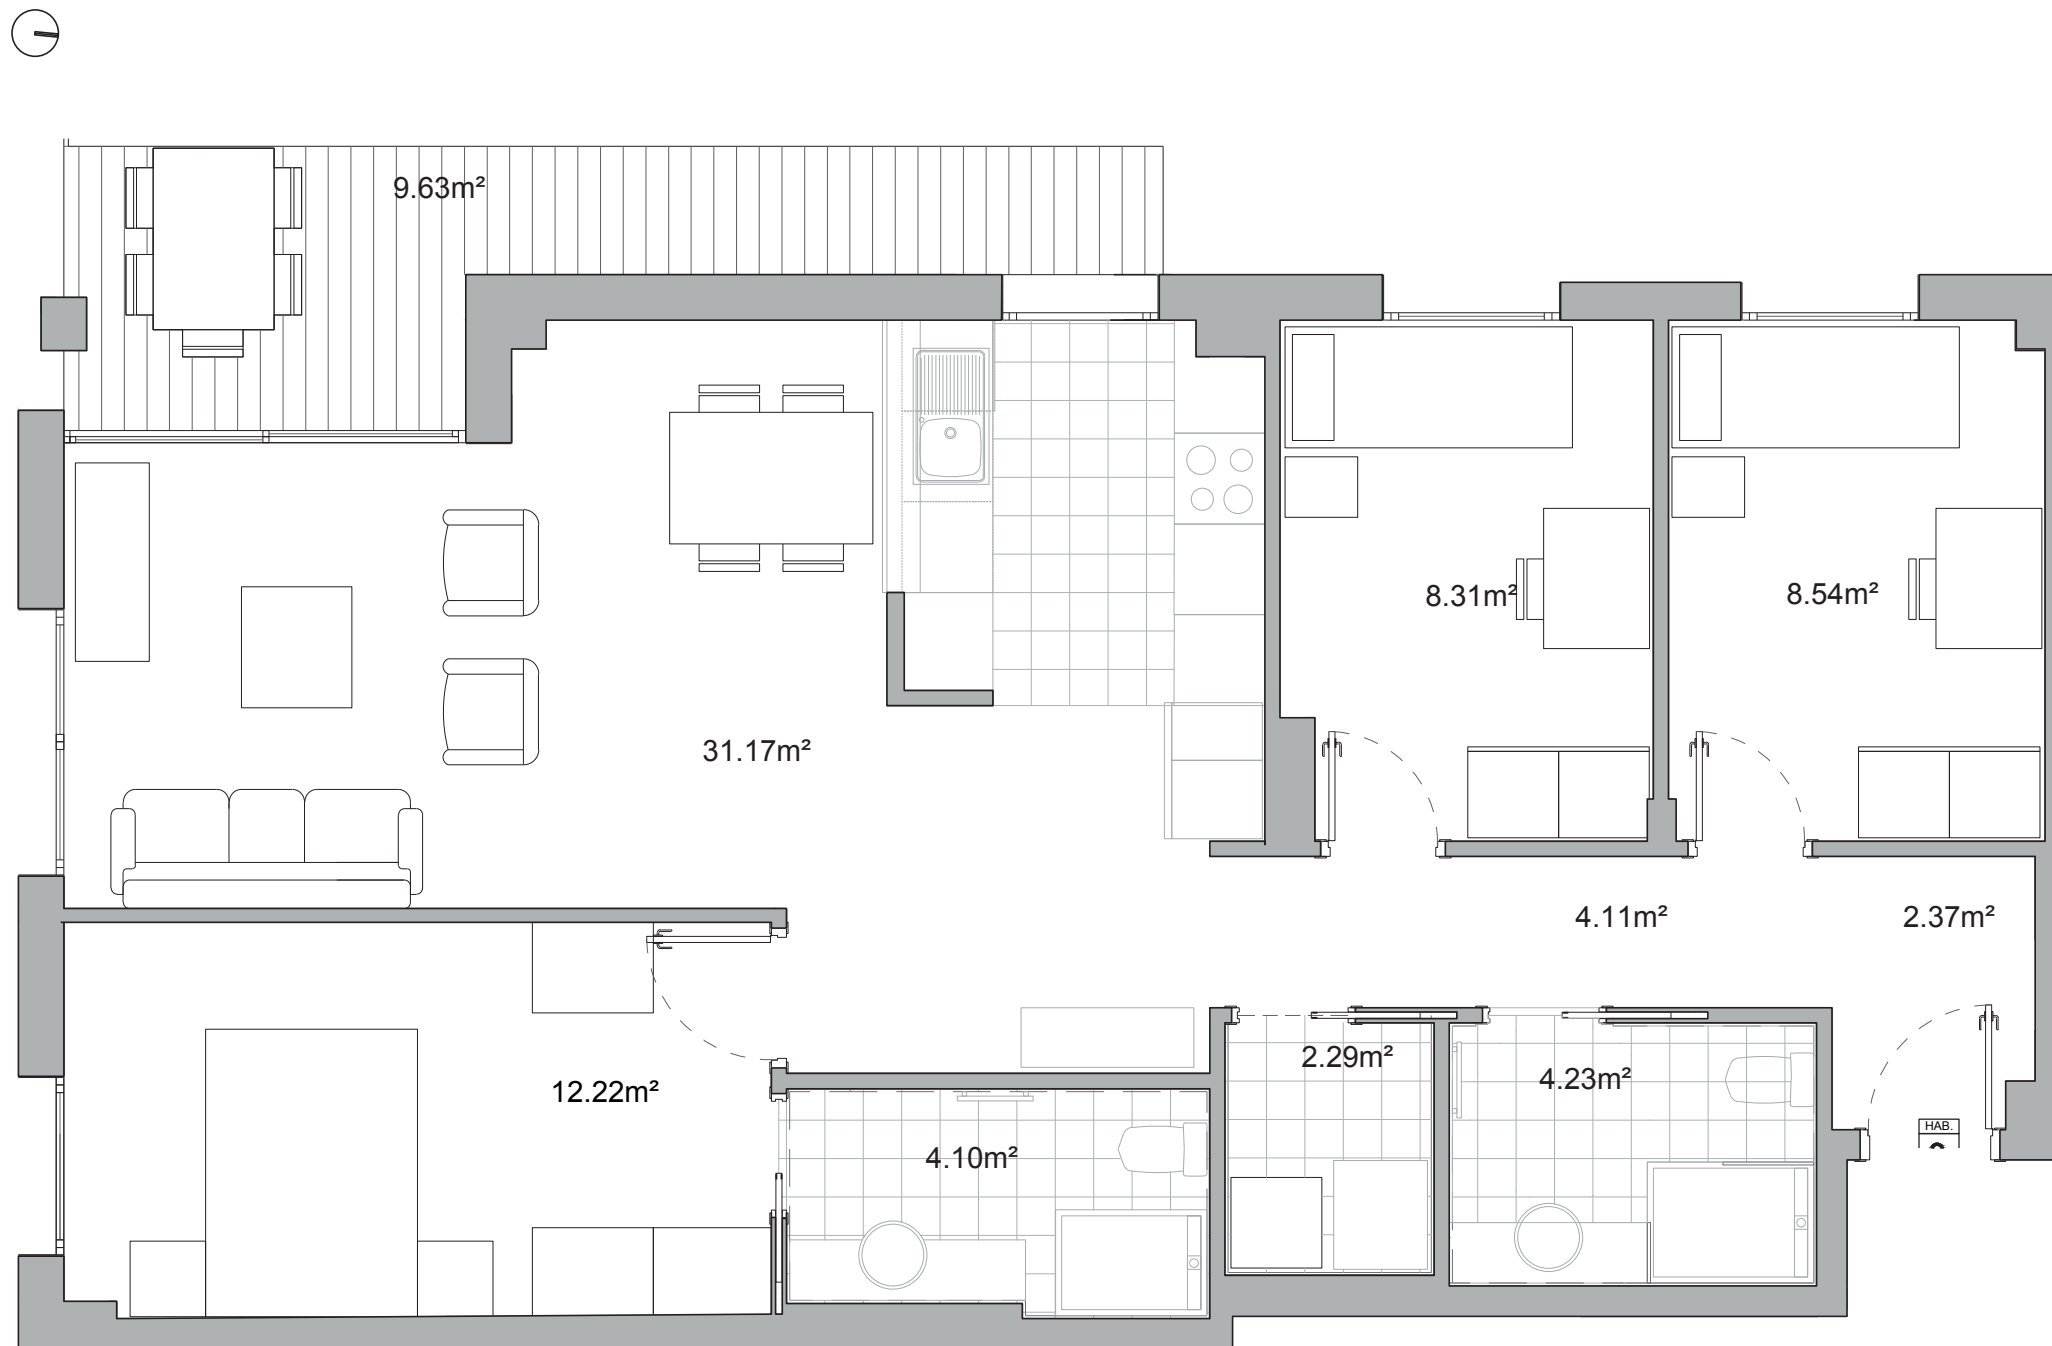 9.63m²
8.31m²
8.54m²
31.17m²
4.11m²
2.37m²
2.29m²
4.23m²
12.22m²
4.10m²
HAB.